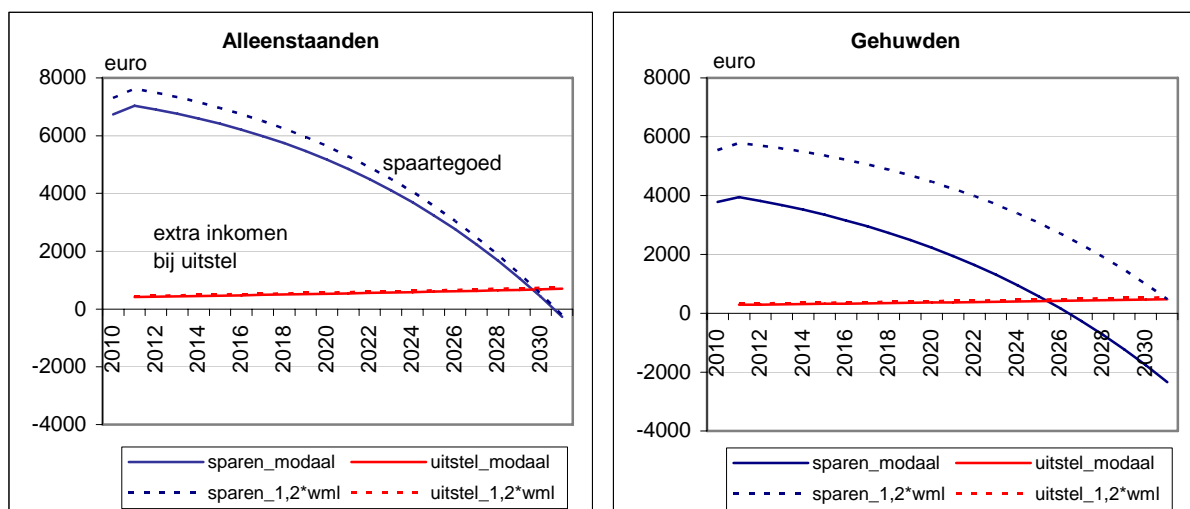 Alleenstaanden
euro
8000
6000
4000
2000
0
-2000
-4000
spaartegoed
extra inkomen
bij uitstel
2010
2012
2014
2016
2018
2020
2022
2024
2026
2028
2030
sparen_modaal
uitstel_modaal
sparen_1,2*wml
uitstel_1,2*wml
Gehuwden
euro
8000
6000
4000
2000
0
-2000
-4000
2010
2012
2014
2016
2018
2020
2022
2024
2026
2028
2030
sparen_modaal
uitstel_modaal
sparen_1,2*wml
uitstel_1,2*wml